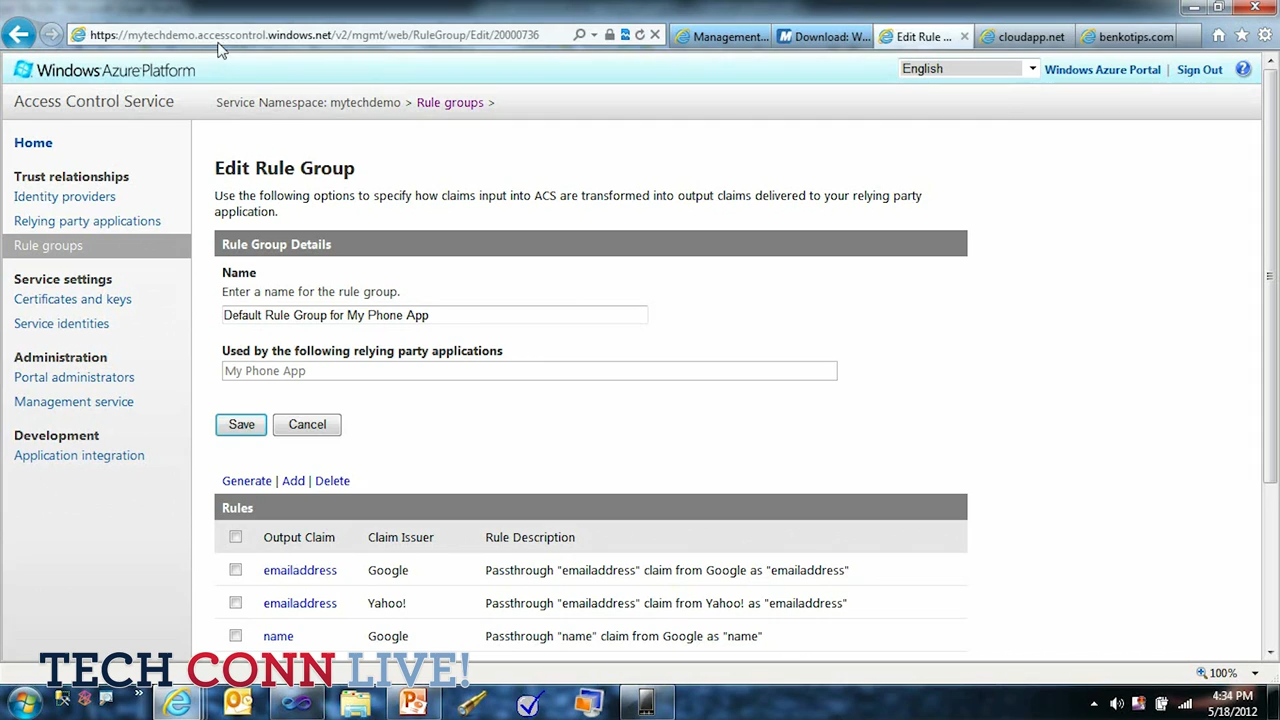 https://mytechdemo.accesscontrol.windows.net/v2/mgmt/web/RuleGroup/Edit/20000736
Management...
Download: W...
Edit Rule ...
cloudapp.net
benkotips.com
Windows Azure Platform
English
Windows Azure Portal | Sign Out
Access Control Service
Service Namespace: mytechdemo > Rule groups >
Home
Trust relationships
Identity providers
Relying party applications
Rule groups
Service settings
Certificates and keys
Service identities
Administration
Portal administrators
Management service
Development
Application integration
Edit Rule Group
Use the following options to specify how claims input into ACS are transformed into output claims delivered to your relying party
application.
Rule Group Details
Name
Enter a name for the rule group.
Default Rule Group for My Phone App
Used by the following relying party applications
My Phone App
Save
Cancel
Generate | Add | Delete
Rules
Output Claim Claim Issuer Rule Description
emailaddress Google Passthrough "emailaddress" claim from Google as "emailaddress"
emailaddress Yahoo! Passthrough "emailaddress" claim from Yahoo! as "emailaddress"
name Google Passthrough "name" claim from Google as "name"
TECH CONN LIVE!
100%
4:34 PM
5/18/2012